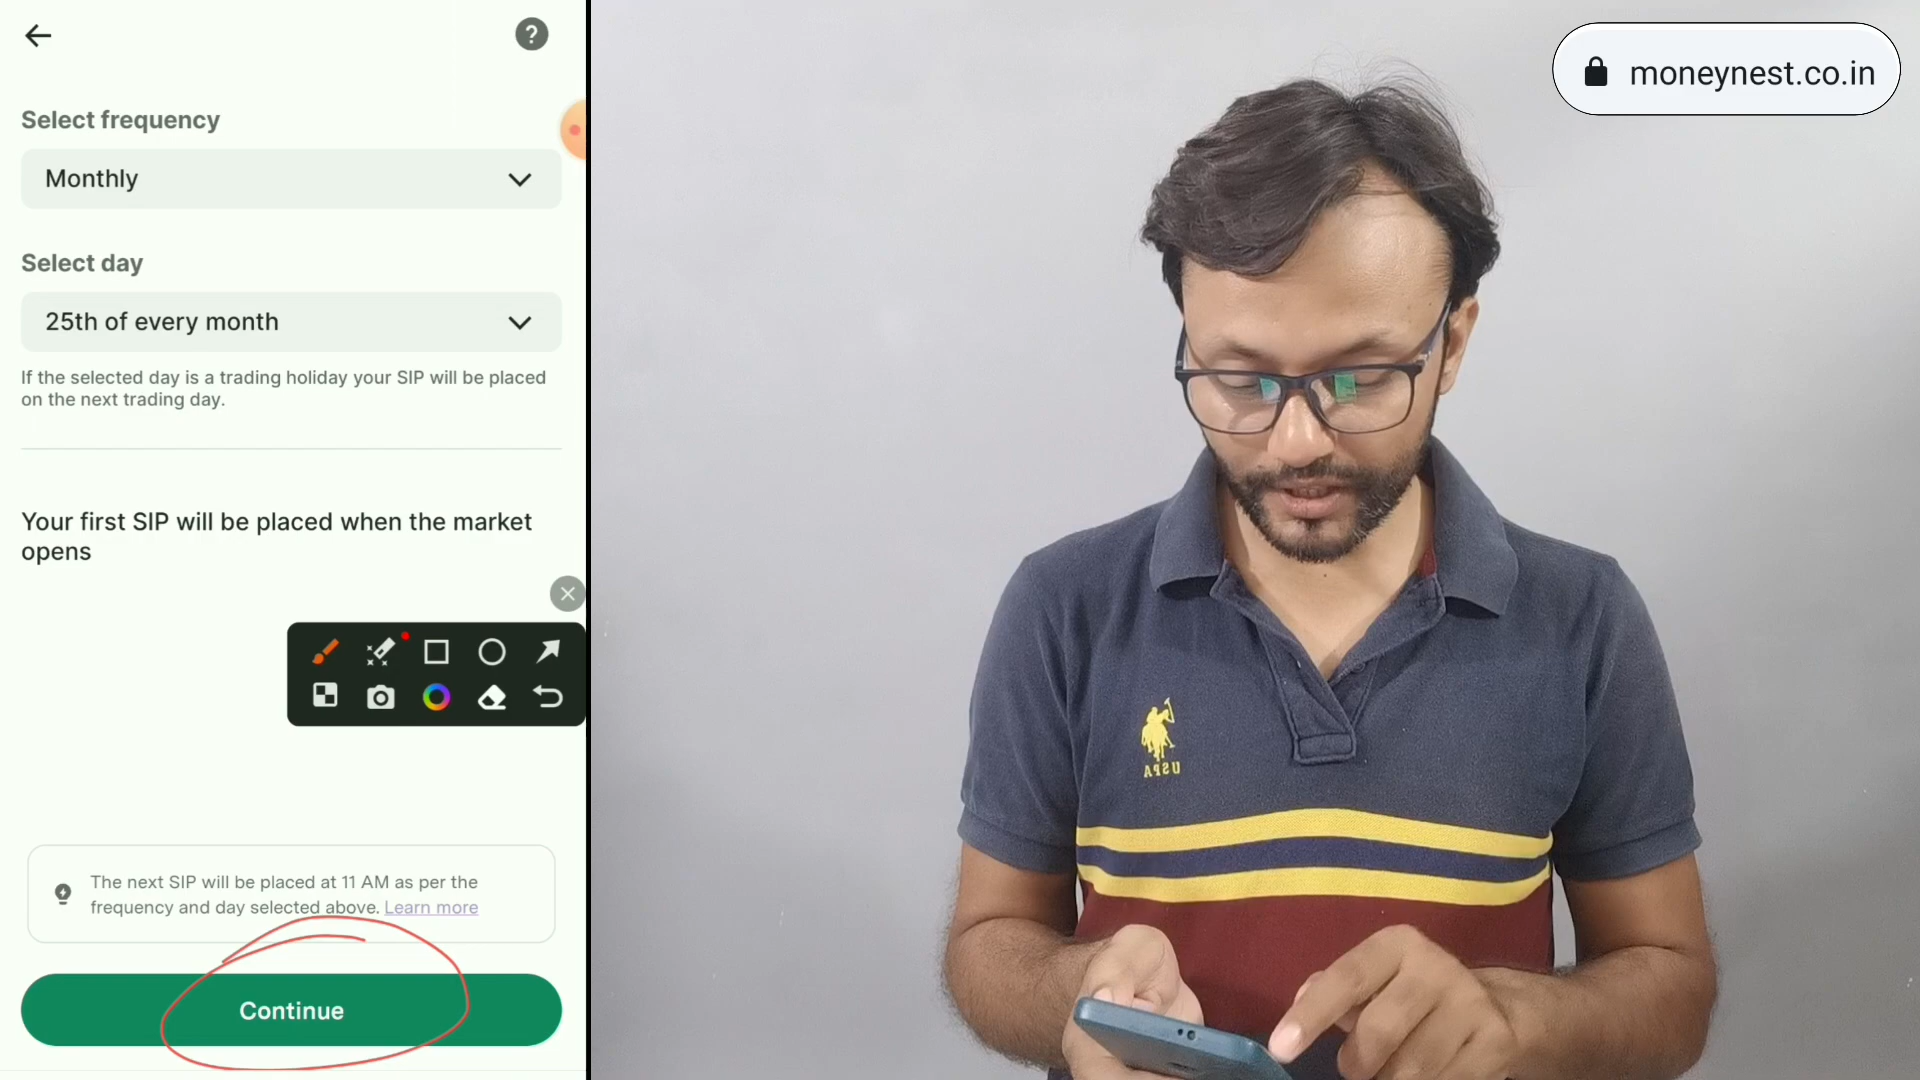 Select frequency
Monthly
Select day
25th of every month
If the selected day is a trading holiday your SIP will be placed
on the next trading day.
Your first SIP will be placed when the market
opens
The next SIP will be placed at 11 AM as per the
frequency and day selected above. Learn more
Continue
moneynest.co.in
USPA